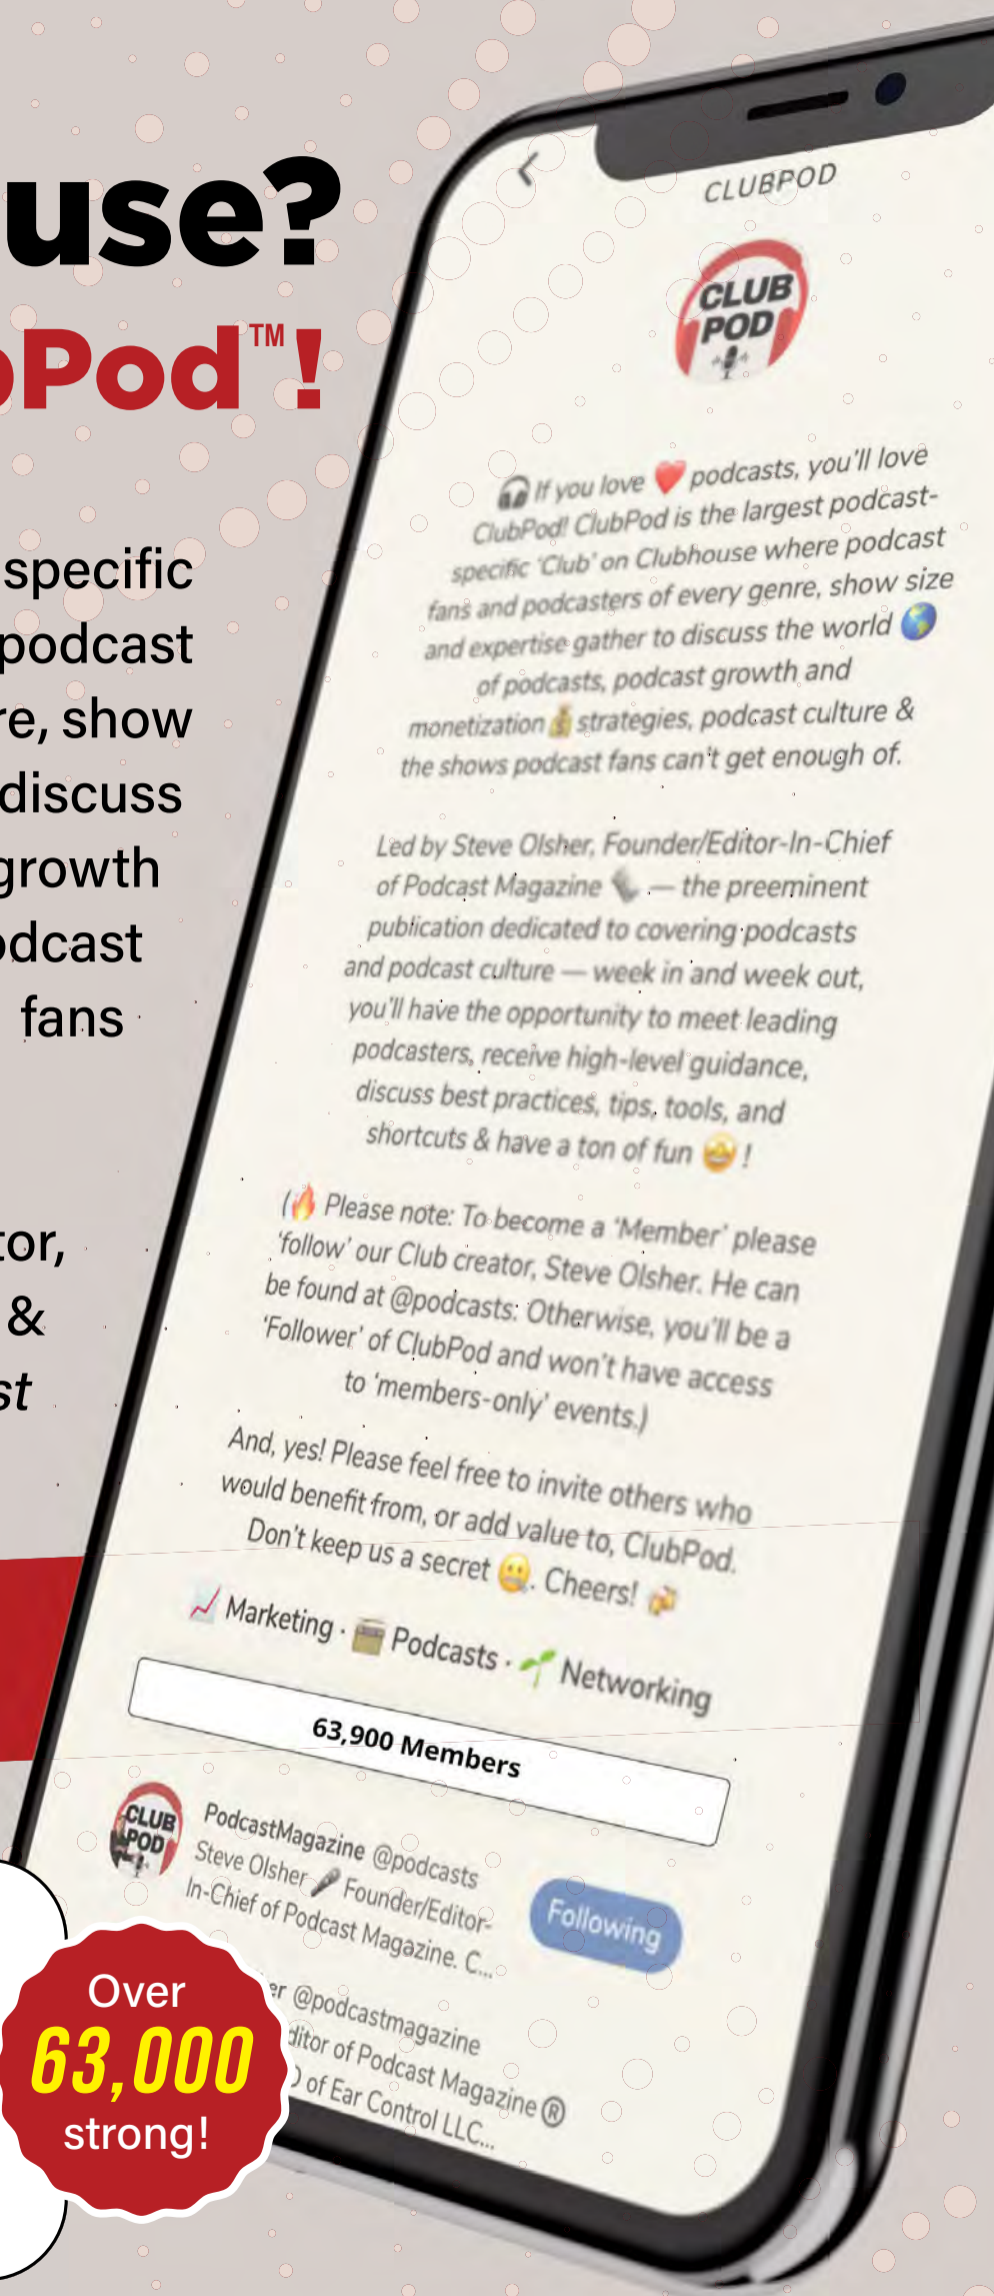 use?
bPod™!
specific
podcast
re, show
discuss
growth
odcast
fans
tor,
&
st
Over
63,000
strong!
CLUBPOD
CLUB
POD
🎧 If you love ❤️ podcasts, you'll love
ClubPod! ClubPod is the largest podcast-
specific 'Club' on Clubhouse where podcast
fans and podcasters of every genre, show size
and expertise gather to discuss the world 🌎
of podcasts, podcast growth and
monetization 💰 strategies, podcast culture &
the shows podcast fans can't get enough of.
Led by Steve Olsher, Founder/Editor-In-Chief
of Podcast Magazine 🗞️ — the preeminent
publication dedicated to covering podcasts
and podcast culture — week in and week out,
you'll have the opportunity to meet leading
podcasters, receive high-level guidance,
discuss best practices, tips, tools, and
shortcuts & have a ton of fun 🤩 !
(🔥 Please note: To become a 'Member' please
'follow' our Club creator, Steve Olsher. He can
be found at @podcasts: Otherwise, you'll be a
'Follower' of ClubPod and won't have access
to 'members-only' events.)
And, yes! Please feel free to invite others who
would benefit from, or add value to, ClubPod.
Don't keep us a secret 🤐. Cheers! 🍻
📈 Marketing · 🗃️ Podcasts · 🌱 Networking
63,900 Members
CLUB
POD
PodcastMagazine @podcasts
Steve Olsher 🎤 Founder/Editor-
In-Chief of Podcast Magazine. C...
Following
er @podcastmagazine
ditor of Podcast Magazine®
O of Ear Control LLC...